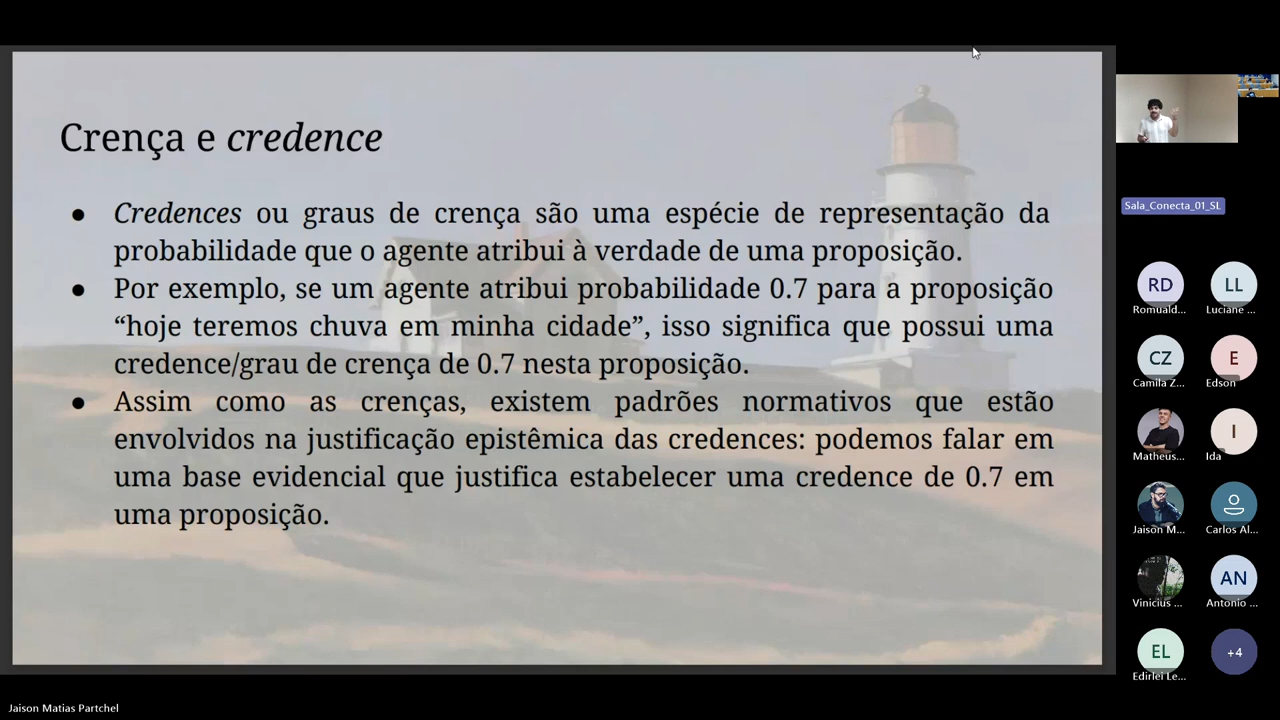 Crença e credence
● Credences ou graus de crença são uma espécie de representação da
probabilidade que o agente atribui à verdade de uma proposição.
● Por exemplo, se um agente atribui probabilidade 0.7 para a proposição
“hoje teremos chuva em minha cidade”, isso significa que possui uma
credence/grau de crença de 0.7 nesta proposição.
● Assim como as crenças, existem padrões normativos que estão
envolvidos na justificação epistêmica das credences: podemos falar em
uma base evidencial que justifica estabelecer uma credence de 0.7 em
uma proposição.
Sala_Conecta_01_SL
RD
LL
Romuald...
Luciane ...
CZ
E
Camila Z...
Edson
I
Matheus...
Ida
Jaison M...
Carlos Al...
AN
Vinicius ...
Antonio ...
EL
+4
Edirlei Le...
Jaison Matias Partchel